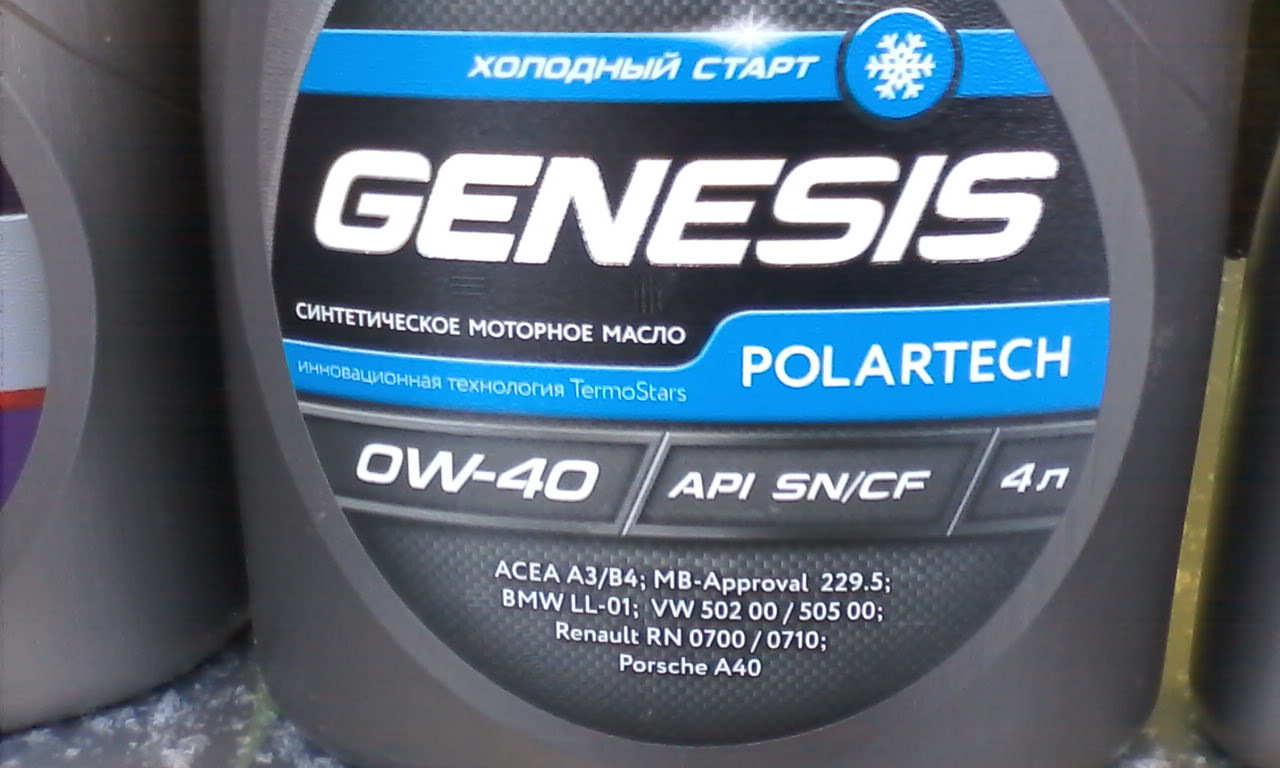 ХОЛОДНЫЙ СТАРТ
GENESIS
СИНТЕТИЧЕСКОЕ МОТОРНОЕ МАСЛО
POLARTECH
инновационная технология TermoStars
0W-40
API SN/CF
4 л
ACEA A3/B4; MB-Approval 229.5;
BMW LL-01; VW 502 00 / 505 00;
Renault RN 0700 / 0710;
Porsche A40